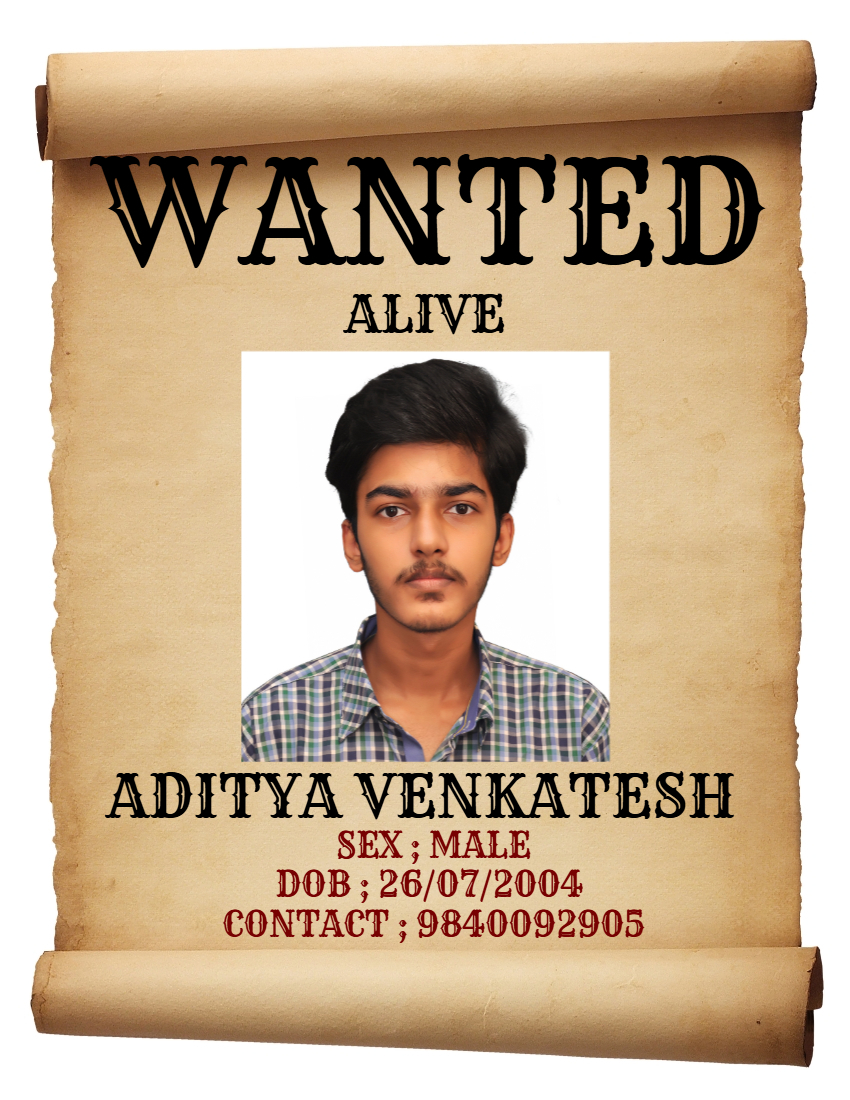 WANTED
ALIVE
ADITYA VENKATESH
SEX ; MALE
DOB ; 26/07/2004
CONTACT ; 9840092905